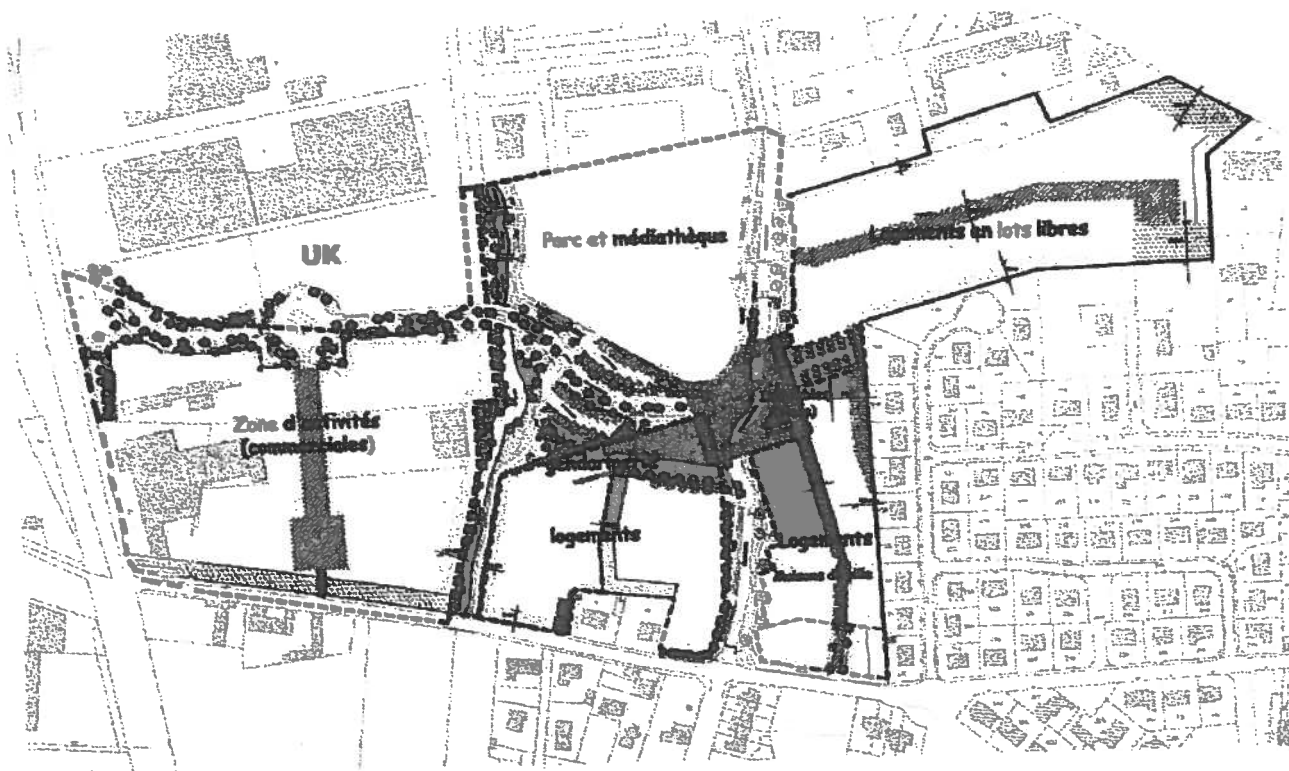 UK
Parc et médiathèque
Logements en lots libres
Zone d'activités
(commerciales)
logements
Logements